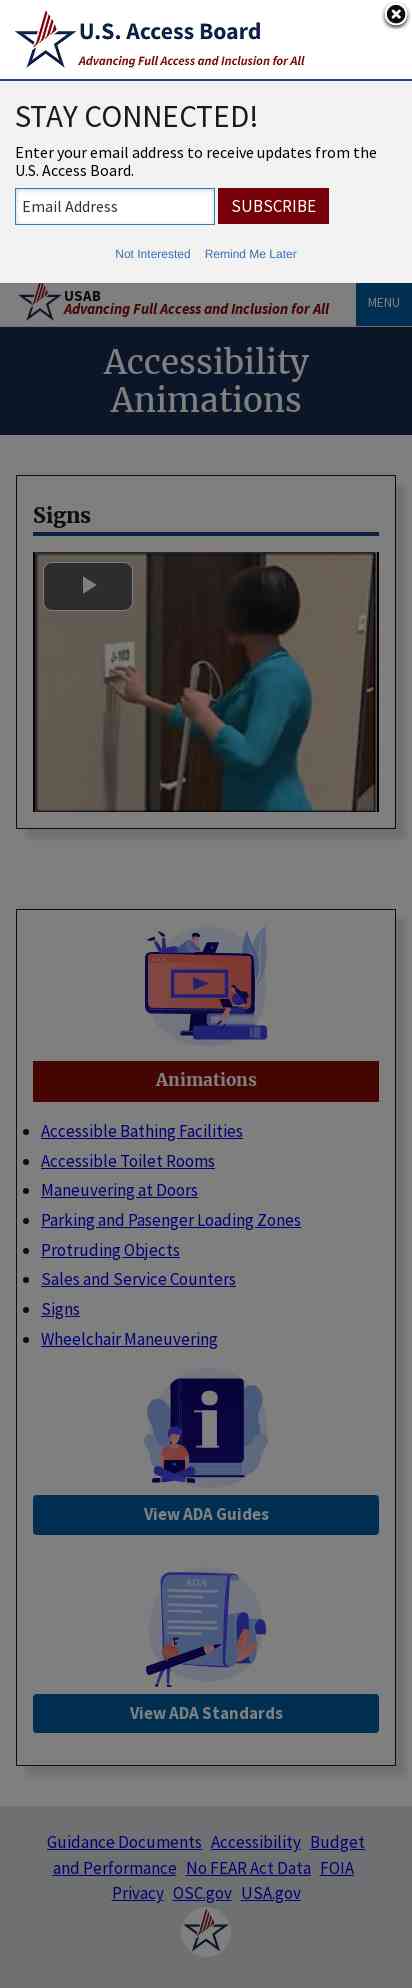 U.S. Access Board
Advancing Full Access and Inclusion for All
STAY CONNECTED!
Enter your email address to receive updates from the
U.S. Access Board.
Email Address
SUBSCRIBE
Not Interested Remind Me Later
USAB
Advancing Full Access and Inclusion for All
MENU
Accessibility
Animations
Signs
Animations
Accessible Bathing Facilities
Accessible Toilet Rooms
Maneuvering at Doors
Parking and Pasenger Loading Zones
Protruding Objects
Sales and Service Counters
Signs
Wheelchair Maneuvering
i
View ADA Guides
ADA
View ADA Standards
Guidance Documents Accessibility Budget
and Performance No FEAR Act Data FOIA
Privacy OSC.gov USA.gov